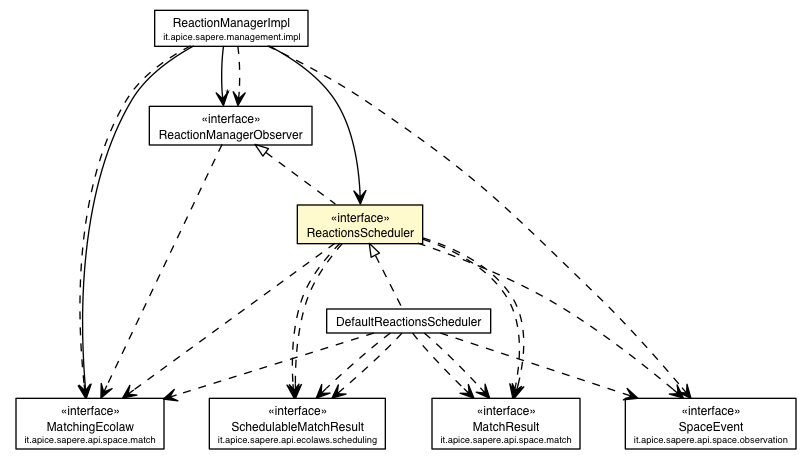 ReactionManagerImpl
it.apice.sapere.management.impl
«interface»
ReactionManagerObserver
«interface»
ReactionsScheduler
DefaultReactionsScheduler
«interface»
MatchingEcolaw
it.apice.sapere.api.space.match
«interface»
SchedulableMatchResult
it.apice.sapere.api.ecolaws.scheduling
«interface»
MatchResult
it.apice.sapere.api.space.match
«interface»
SpaceEvent
it.apice.sapere.api.space.observation